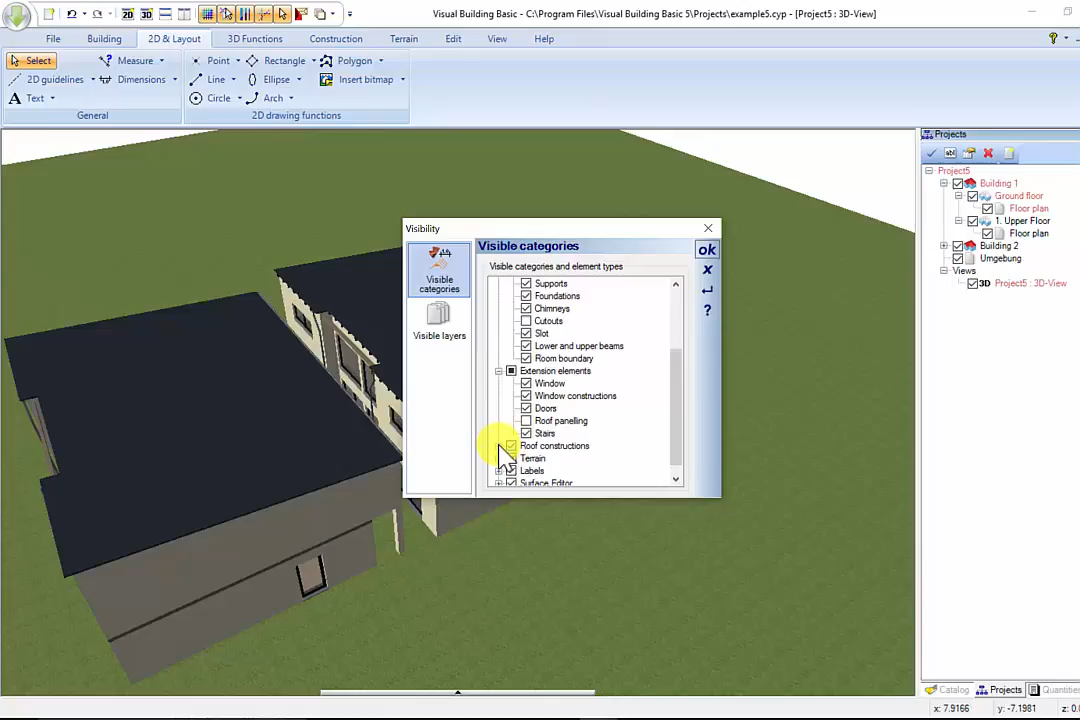 Visual Building Basic - C:\Program Files\Visual Building Basic 5\Projects\example5.cyp - [Project5 : 3D-View]
2D 3D
File Building 2D & Layout 3D Functions Construction Terrain Edit View Help
Select Measure Point Rectangle Polygon
2D guidelines Dimensions Line Ellipse Insert bitmap
A Text Circle Arch
General 2D drawing functions
Projects
abl
Project5
Building 1
Ground floor
Floor plan
1. Upper Floor
Floor plan
Building 2
Umgebung
Views
3D Project5 : 3D-View
Visibility
Visible categories
Visible layers
Visible categories
ok
x
?
Visible categories and element types
Supports
Foundations
Chimneys
Cutouts
Slot
Lower and upper beams
Room boundary
Extension elements
Window
Window constructions
Doors
Roof panelling
Stairs
Roof constructions
Terrain
Labels
Surface Editor
Catalog Projects Quantities
x: 7.9166 y: -7.1981